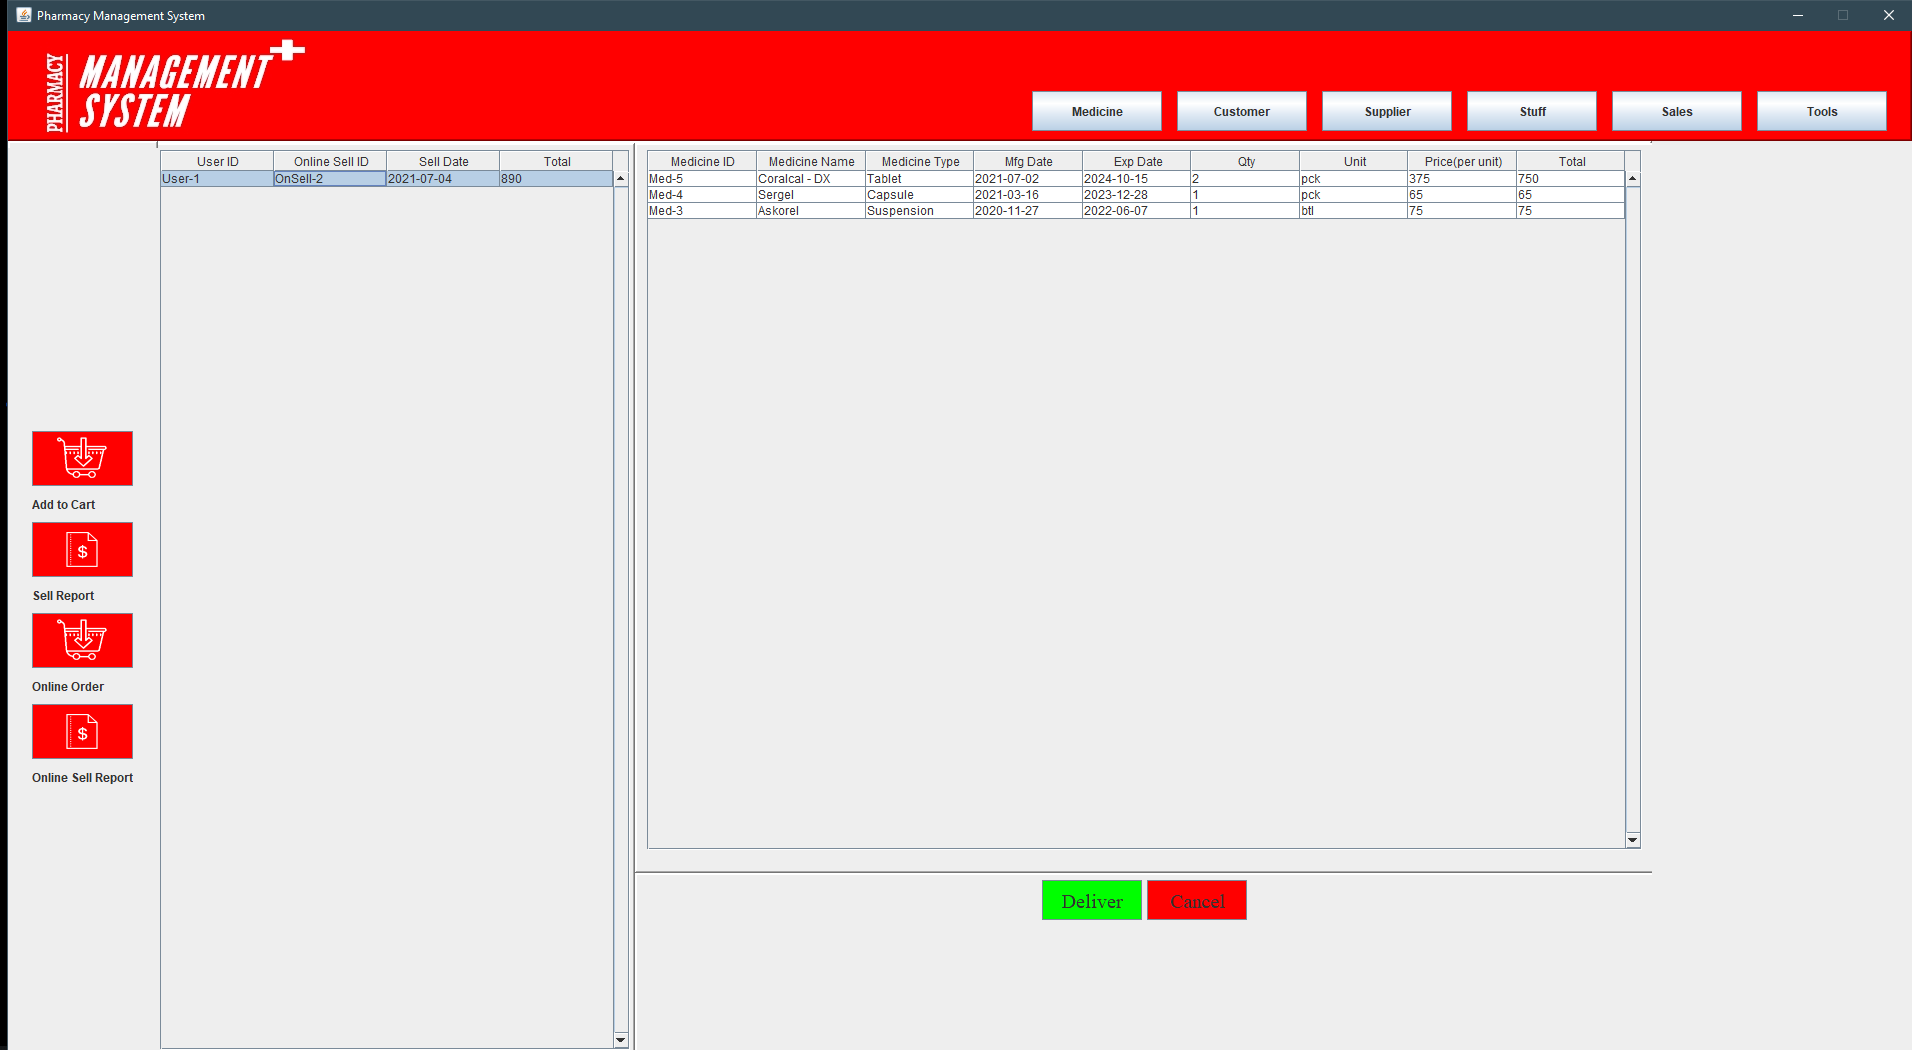 Pharmacy Management System
PHARMACY
MANAGEMENT
SYSTEM
Medicine Customer Supplier Stuff Sales Tools
User ID Online Sell ID Sell Date Total
User-1 OnSell-2 2021-07-04 890
Medicine ID Medicine Name Medicine Type Mfg Date Exp Date Qty Unit Price(per unit) Total
Med-5 Coralcal - DX Tablet 2021-07-02 2024-10-15 2 pck 375 750
Med-4 Sergel Capsule 2021-03-16 2023-12-28 1 pck 65 65
Med-3 Askorel Suspension 2020-11-27 2022-06-07 1 btl 75 75
Add to Cart
$
Sell Report
Online Order
$
Online Sell Report
Deliver Cancel